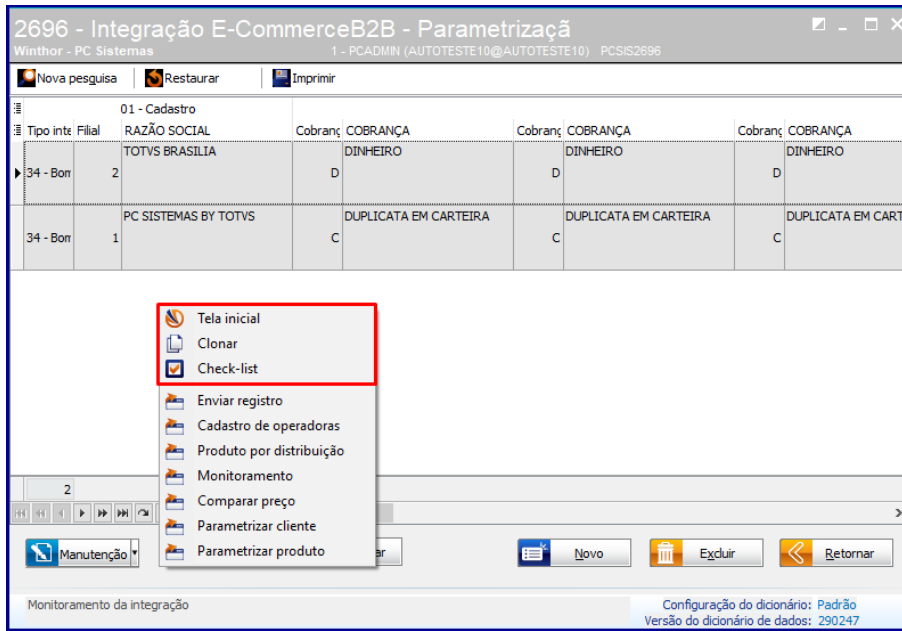 2696 - Integração E-CommerceB2B - Parametrizaçã
Winthor - PC Sistemas 1 - PCADMIN (AUTOTESTE10@AUTOTESTE10) PCSIS2696
Nova pesquisa Restaurar Imprimir
01 - Cadastro
Tipo inte Filial RAZÃO SOCIAL Cobranç COBRANÇA Cobranç COBRANÇA Cobranç COBRANÇA
TOTVS BRASILIA DINHEIRO DINHEIRO DINHEIRO
34 - Bon 2 D D D
PC SISTEMAS BY TOTVS DUPLICATA EM CARTEIRA DUPLICATA EM CARTEIRA DUPLICATA EM CART
34 - Bon 1 C C C
Tela inicial
Clonar
Check-list
Enviar registro
Cadastro de operadoras
Produto por distribuição
Monitoramento
Comparar preço
Parametrizar cliente
Parametrizar produto
2
Manutenção ar Novo Excluir Retornar
Monitoramento da integração
Configuração do dicionário: Padrão
Versão do dicionário de dados: 290247